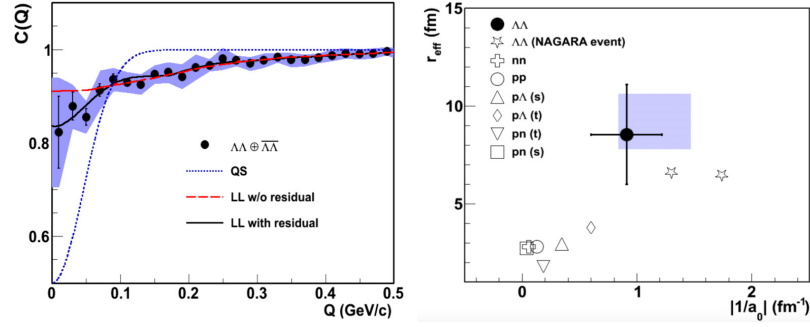 C(Q)
1
0.8
0.6
0
0.1
0.2
0.3
0.4
0.5
Q (GeV/c)
ΛΛ ⊕ Λ̅Λ̅
QS
LL w/o residual
LL with residual
r_eff (fm)
15
10
5
0
1
2
|1/a₀| (fm⁻¹)
ΛΛ
ΛΛ (NAGARA event)
nn
pp
pΛ (s)
pΛ (t)
pn (t)
pn (s)